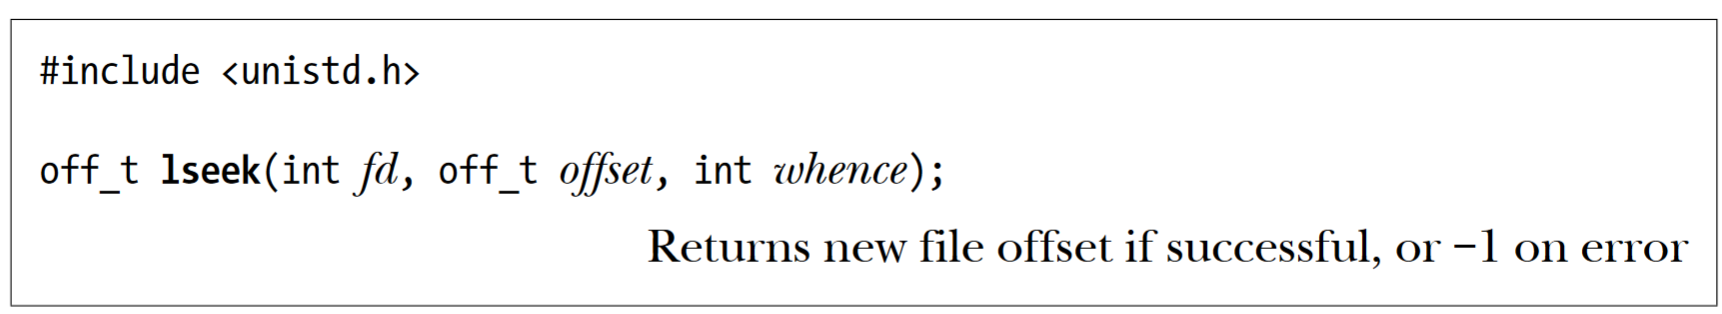 #include <unistd.h>
off_t lseek(int fd, off_t offset, int whence);
Returns new file offset if successful, or −1 on error